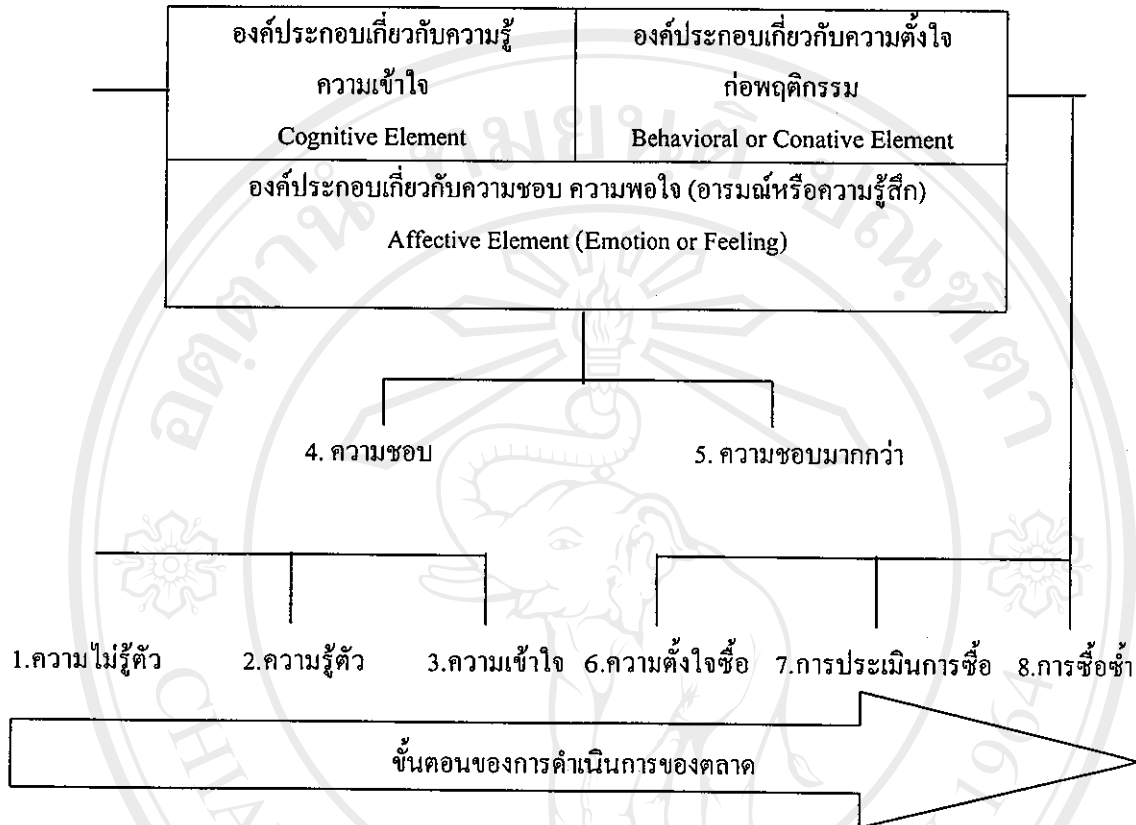 องค์ประกอบเกี่ยวกับความรู้
ความเข้าใจ
Cognitive Element
องค์ประกอบเกี่ยวกับความตั้งใจ
ก่อพฤติกรรม
Behavioral or Conative Element
องค์ประกอบเกี่ยวกับความชอบ ความพอใจ (อารมณ์หรือความรู้สึก)
Affective Element (Emotion or Feeling)
4. ความชอบ
5. ความชอบมากกว่า
1.ความไม่รู้ตัว
2.ความรู้ตัว
3.ความเข้าใจ
6.ความตั้งใจซื้อ
7.การประเมินการซื้อ
8.การซื้อซ้ำ
ขั้นตอนของการดำเนินการของตลาด
1964